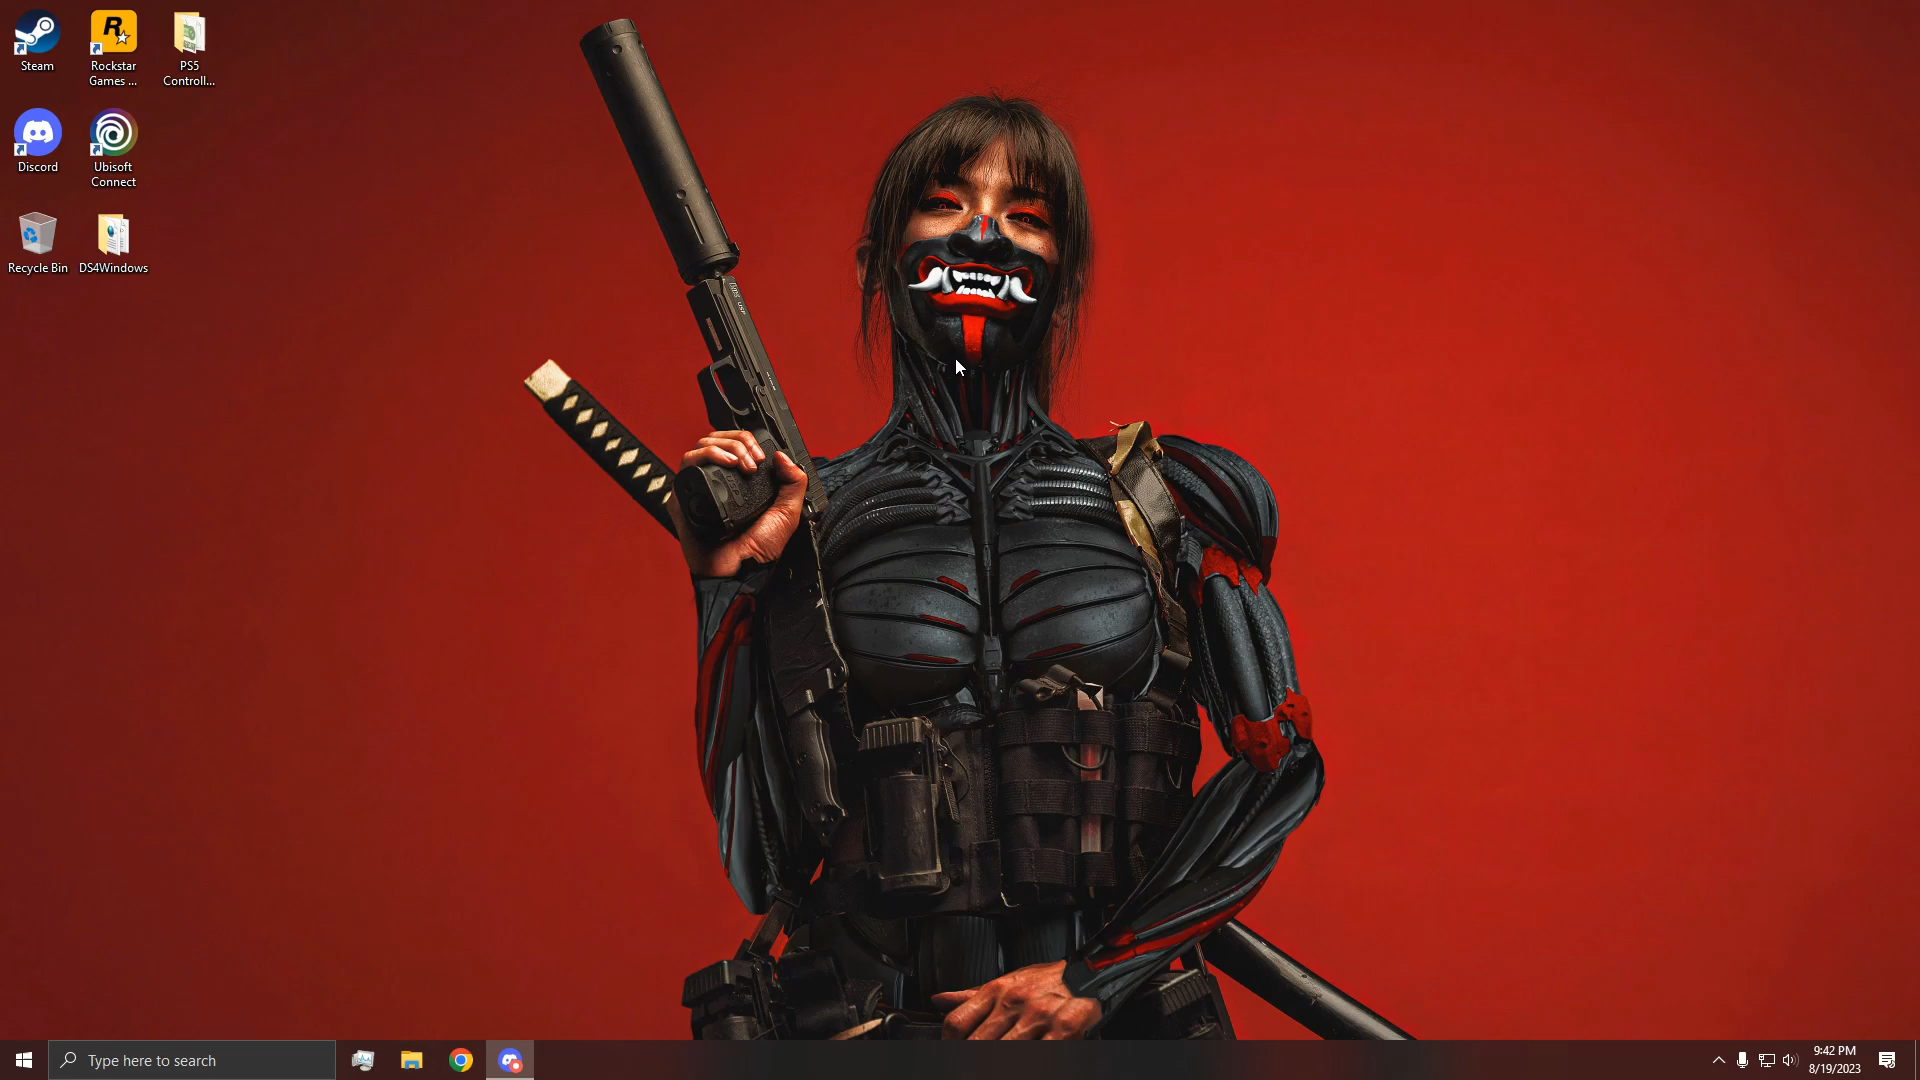 Steam
Rockstar
Games ...
PS5
Controll...
Discord
Ubisoft
Connect
Recycle Bin
DS4Windows
Type here to search
9:42 PM
8/19/2023